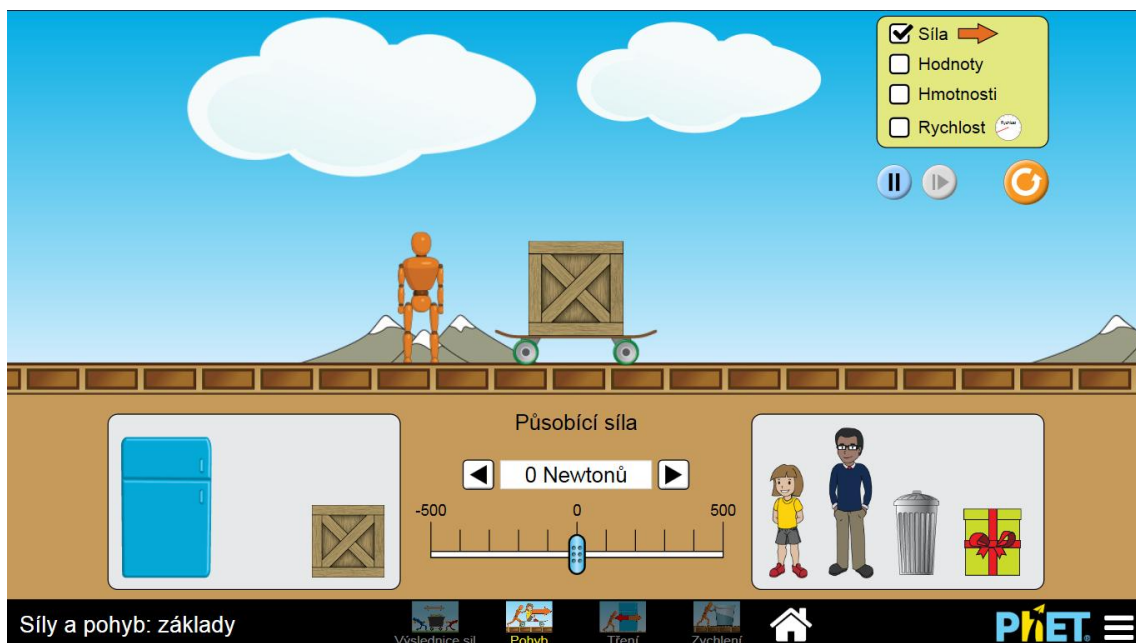 Síla
Hodnoty
Hmotnosti
Rychlost
Působící síla
0 Newtonů
-500 0 500
Síly a pohyb: základy
Výslednice sil Pohyb Tření Zrychlení
PhET